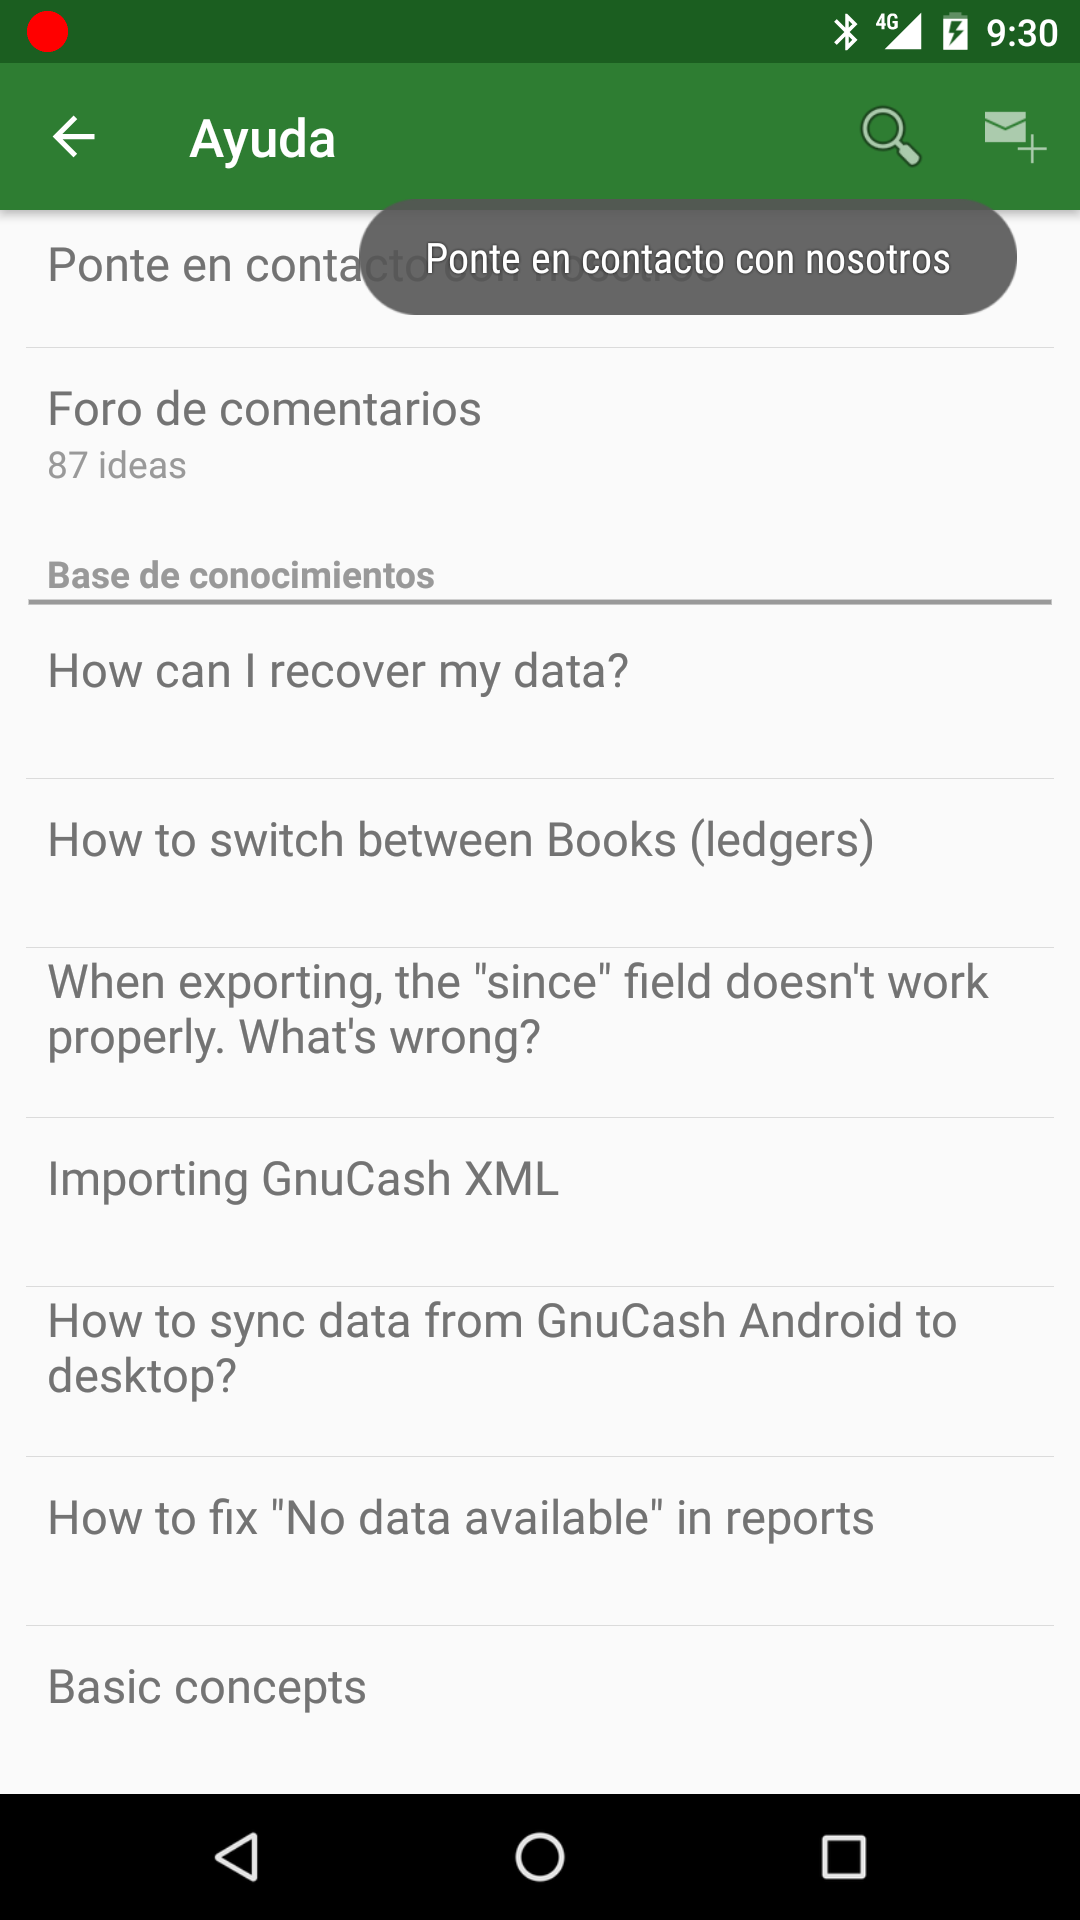 4G 9:30
Ayuda
Ponte en contacto con nosotros
Ponte en contacto con nosotros
Foro de comentarios
87 ideas
Base de conocimientos
How can I recover my data?
How to switch between Books (ledgers)
When exporting, the "since" field doesn't work
properly. What's wrong?
Importing GnuCash XML
How to sync data from GnuCash Android to
desktop?
How to fix "No data available" in reports
Basic concepts